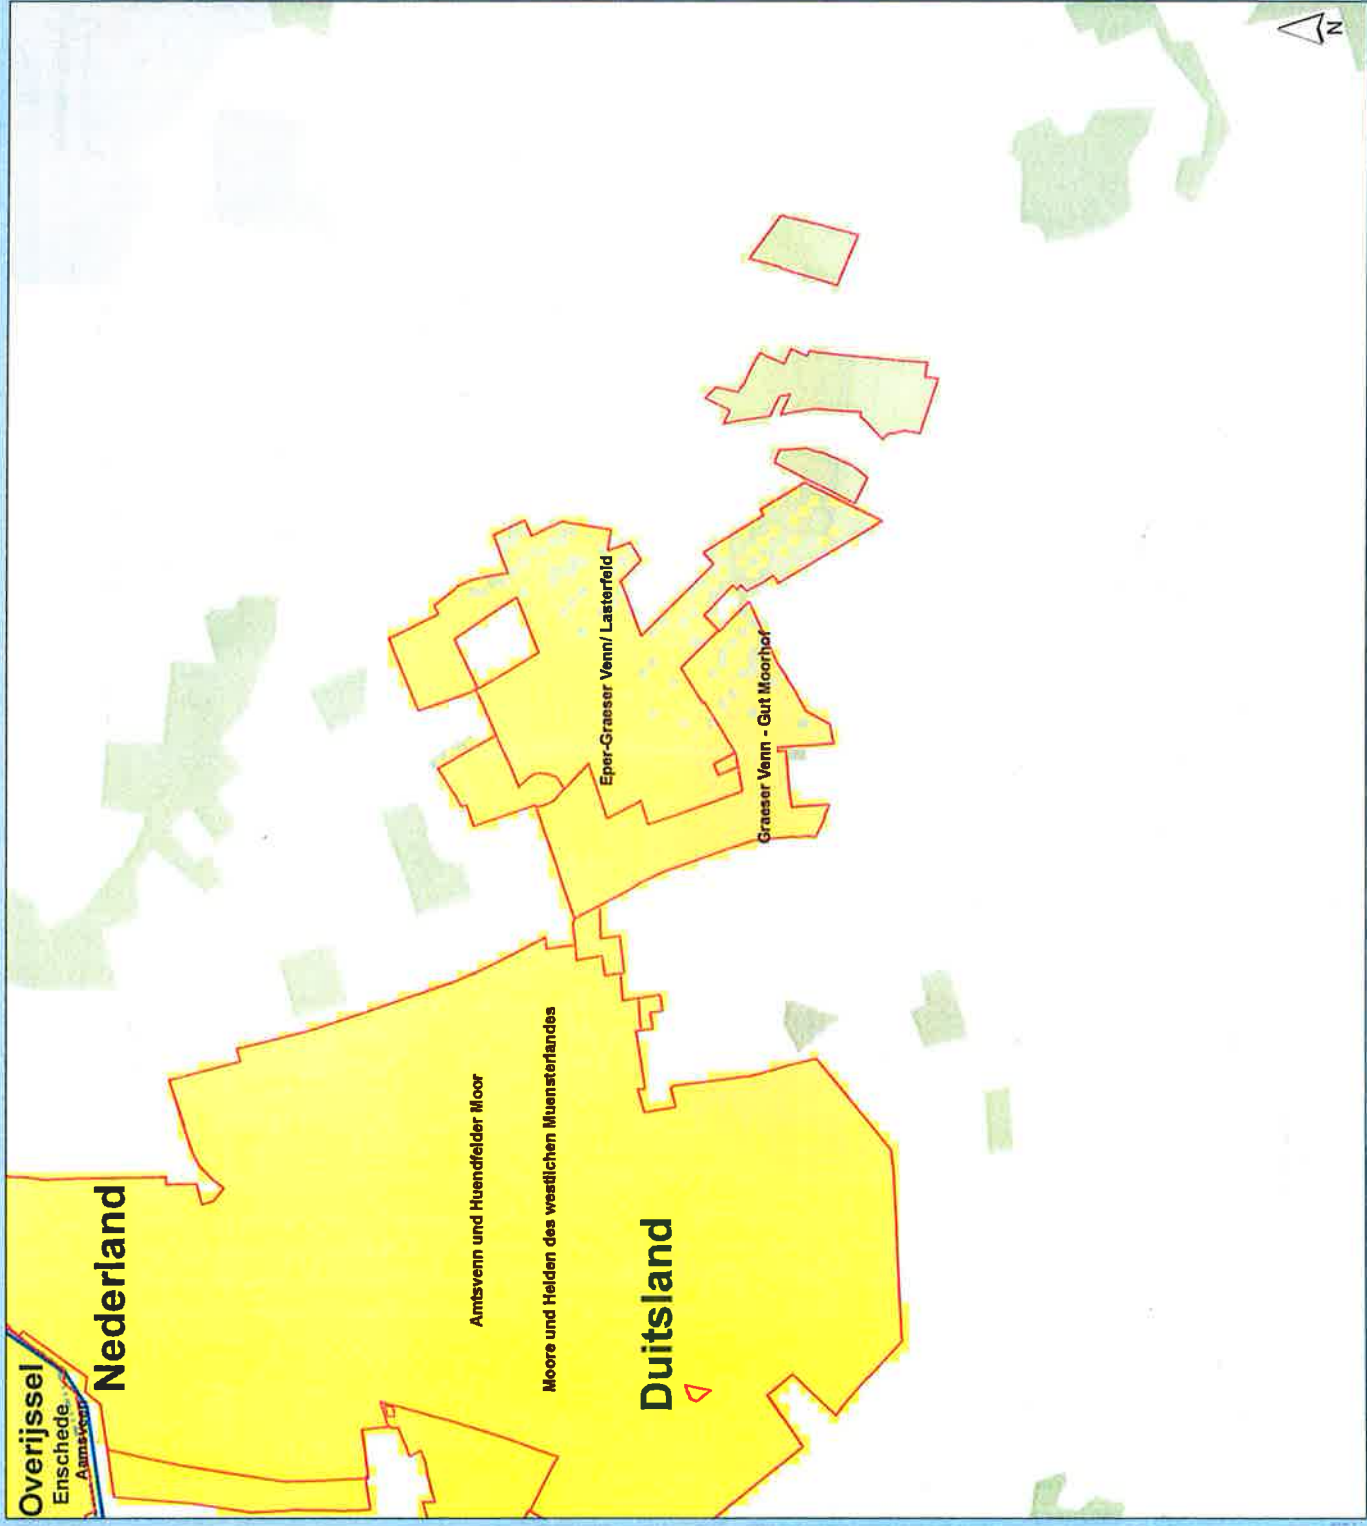 Overijssel
Enschede
Aamsveen
Nederland
Amtsvenn und Huendfelder Moor
Moore und Heiden des westlichen Muensterlandes
Duitsland
Eper-Graeser Venn/ Lasterfeld
Graeser Venn - Gut Moorhof
N